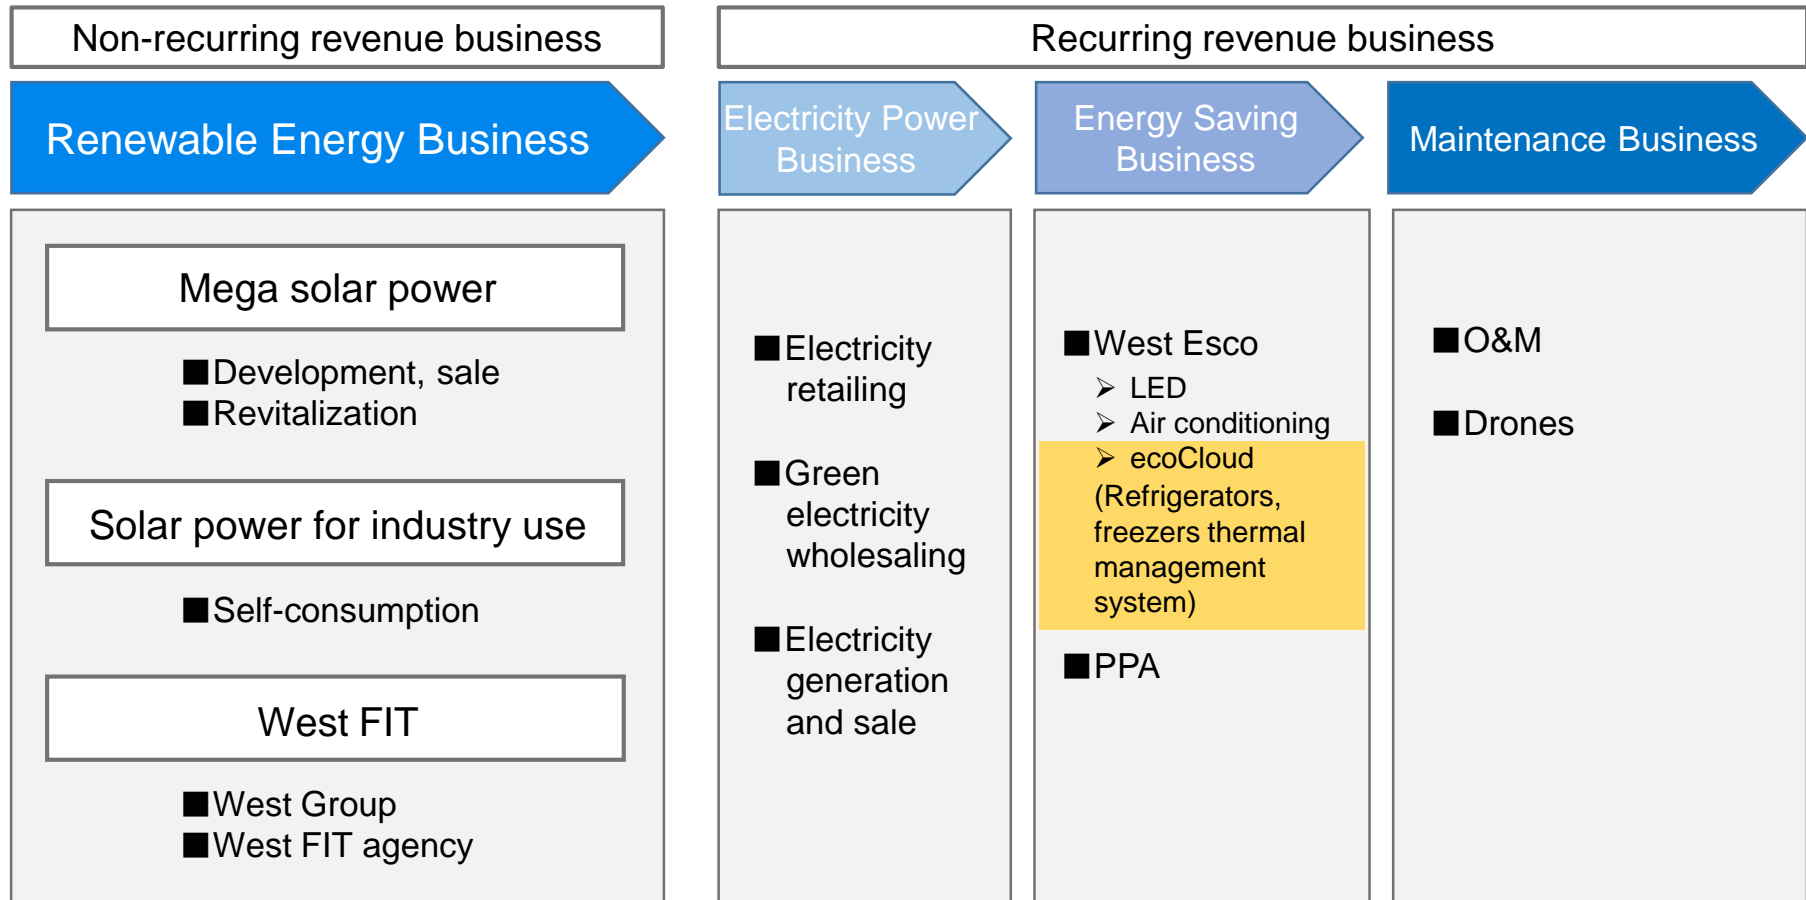 Non-recurring revenue business
Recurring revenue business
Renewable Energy Business
Electricity Power
Business
Energy Saving
Business
Maintenance Business
Mega solar power
■Development, sale
■Revitalization
Solar power for industry use
■Self-consumption
West FIT
■West Group
■West FIT agency
■Electricity
retailing
■Green
electricity
wholesaling
■Electricity
generation
and sale
■West Esco
➢ LED
➢ Air conditioning
➢ ecoCloud
(Refrigerators,
freezers thermal
management
system)
■PPA
■O&M
■Drones